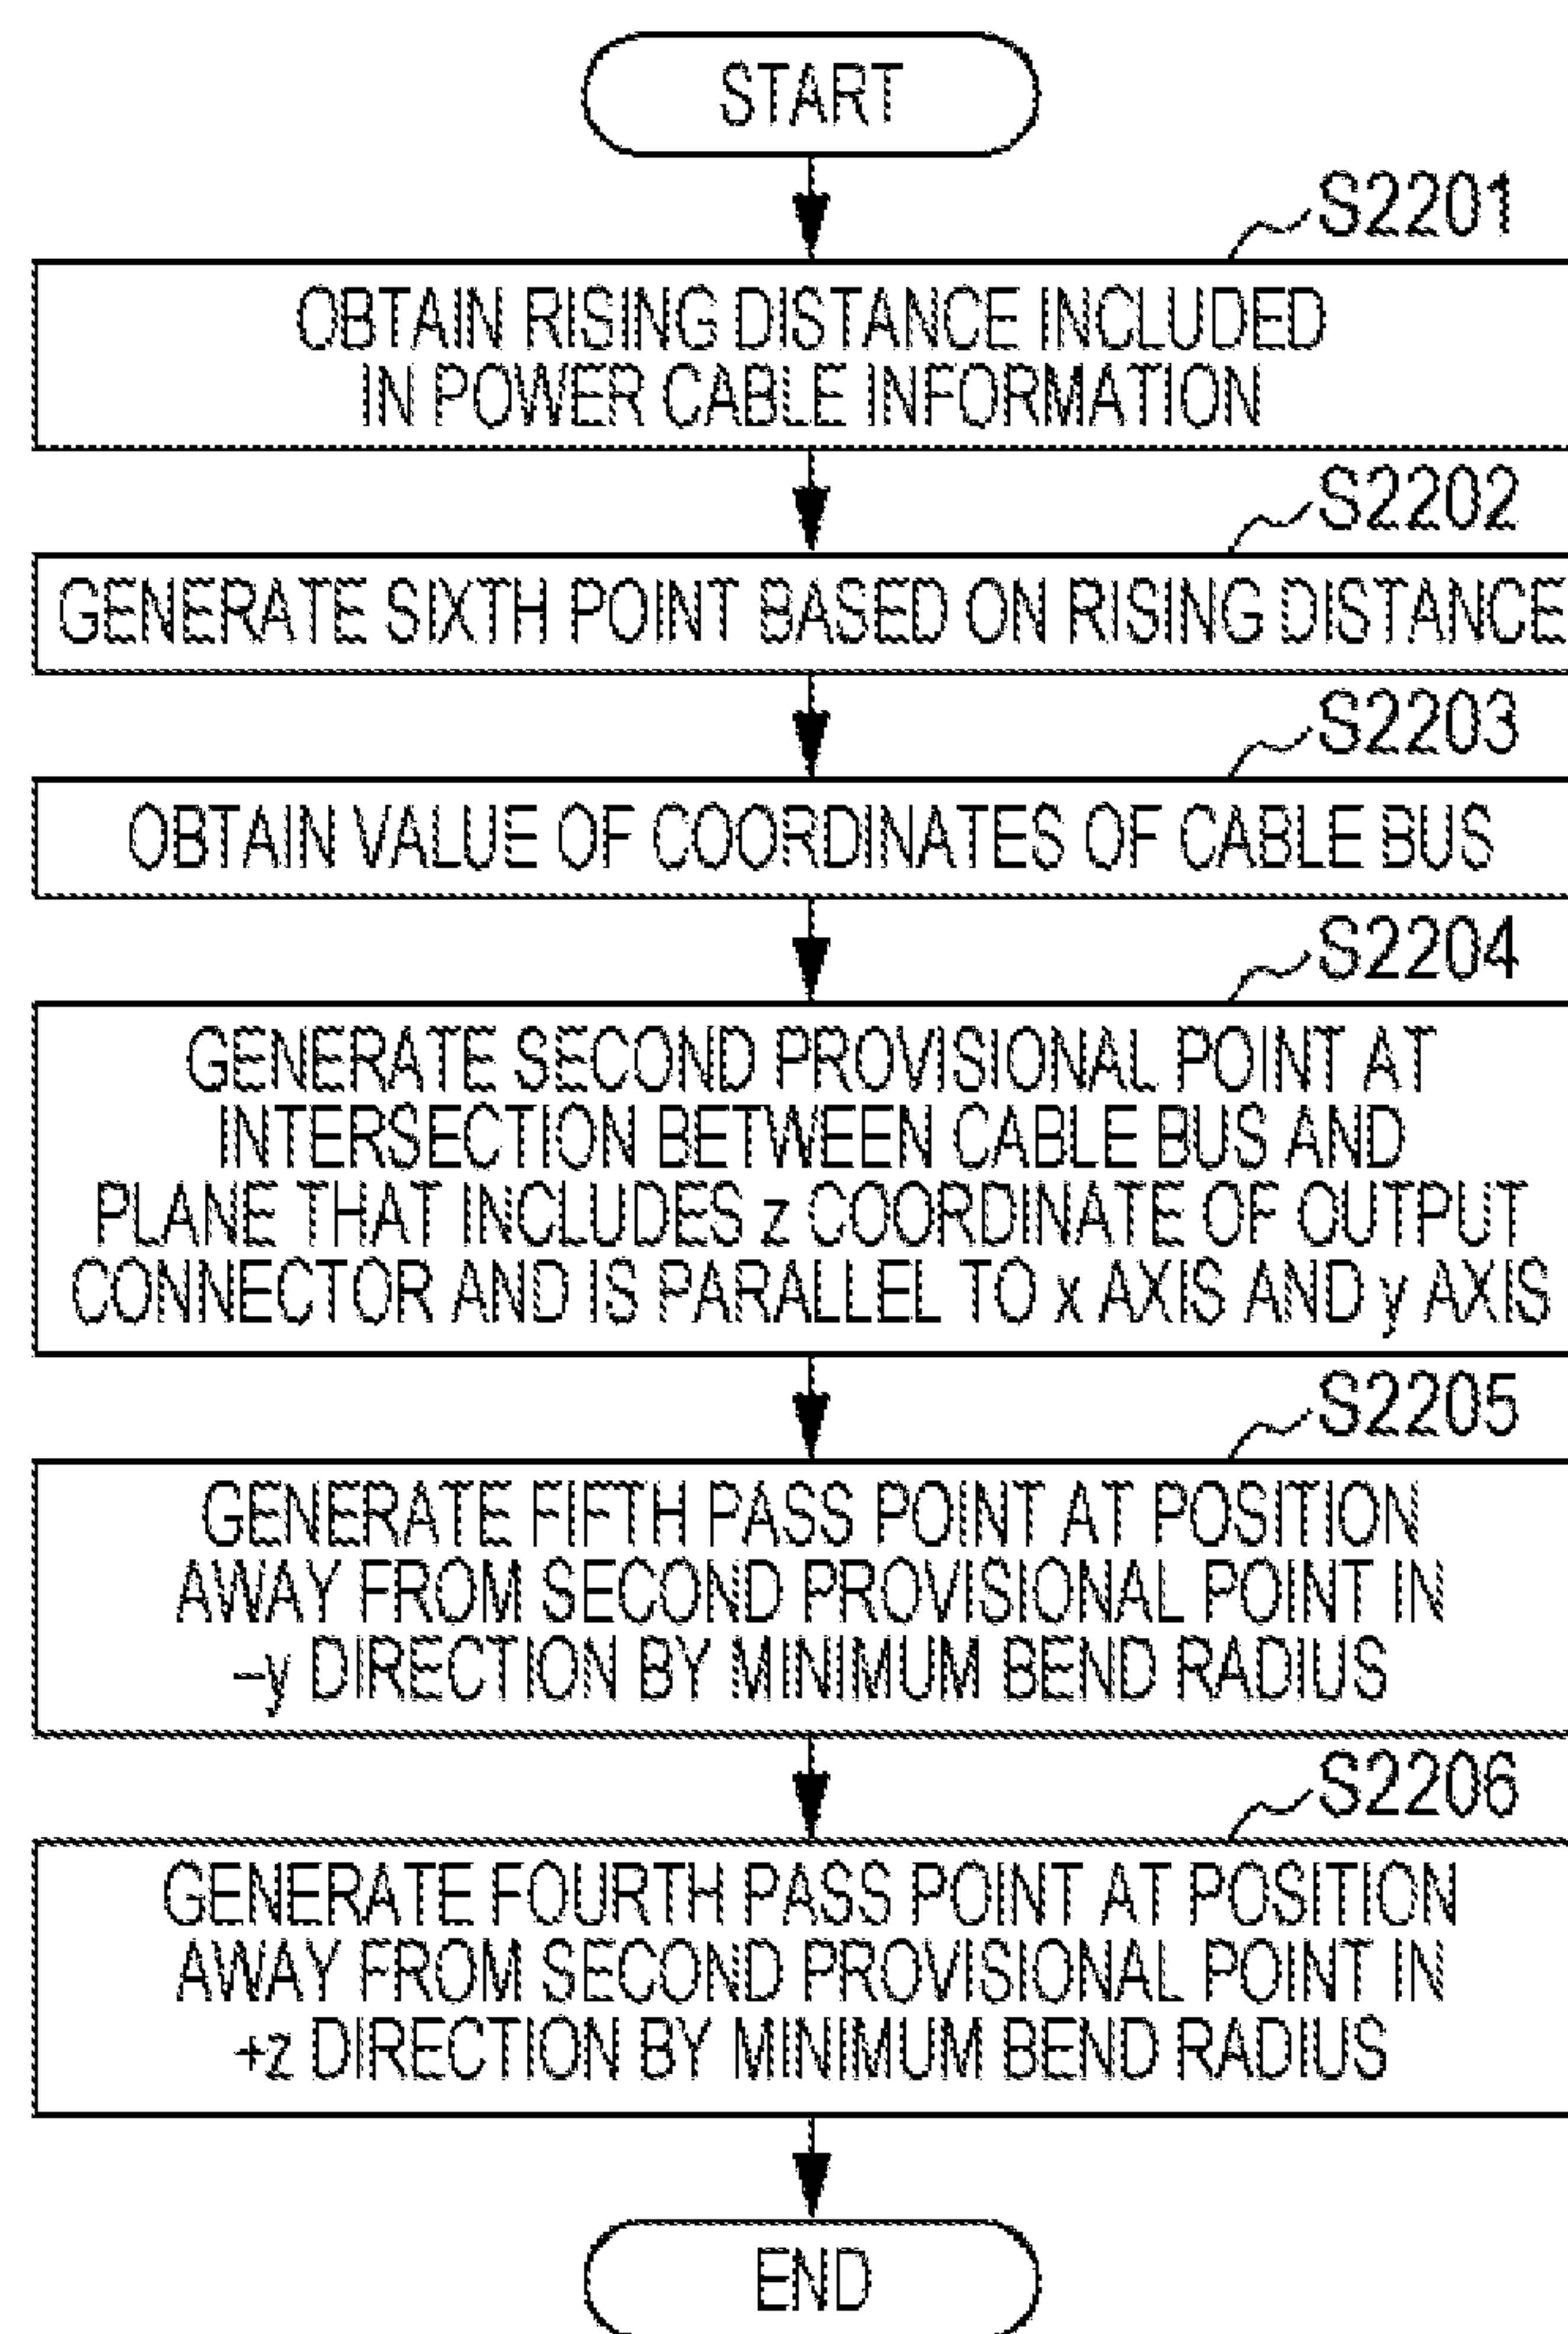 START
S2201
OBTAIN RISING DISTANCE INCLUDED
IN POWER CABLE INFORMATION
S2202
GENERATE SIXTH POINT BASED ON RISING DISTANCE
S2203
OBTAIN VALUE OF COORDINATES OF CABLE BUS
S2204
GENERATE SECOND PROVISIONAL POINT AT
INTERSECTION BETWEEN CABLE BUS AND
PLANE THAT INCLUDES z COORDINATE OF OUTPUT
CONNECTOR AND IS PARALLEL TO x AXIS AND y AXIS
S2205
GENERATE FIFTH PASS POINT AT POSITION
AWAY FROM SECOND PROVISIONAL POINT IN
–y DIRECTION BY MINIMUM BEND RADIUS
S2206
GENERATE FOURTH PASS POINT AT POSITION
AWAY FROM SECOND PROVISIONAL POINT IN
+z DIRECTION BY MINIMUM BEND RADIUS
END